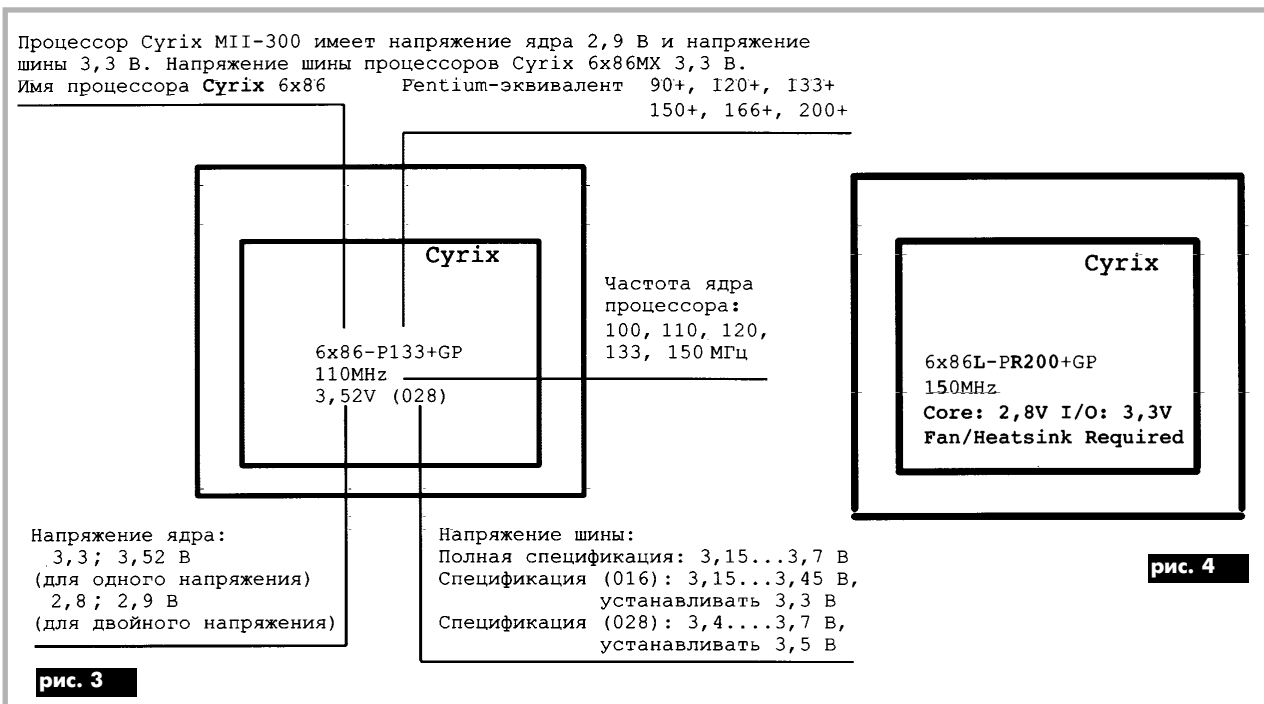 Процессор Cyrix MII-300 имеет напряжение ядра 2,9 В и напряжение
шины 3,3 В. Напряжение шины процессоров Cyrix 6x86MX 3,3 В.
Имя процессора Cyrix 6x86
Pentium-эквивалент 90+, 120+, 133+
150+, 166+, 200+
Cyrix
6x86-P133+GP
110MHz
3,52V (028)
Частота ядра
процессора:
100, 110, 120,
133, 150 МГц
Cyrix
6x86L-PR200+GP
150MHz
Core: 2,8V I/O: 3,3V
Fan/Heatsink Required
Напряжение ядра:
3,3; 3,52 В
(для одного напряжения)
2,8; 2,9 В
(для двойного напряжения)
Напряжение шины:
Полная спецификация: 3,15...3,7 В
Спецификация (016): 3,15...3,45 В,
устанавливать 3,3 В
Спецификация (028): 3,4....3,7 В,
устанавливать 3,5 В
рис. 3
рис. 4